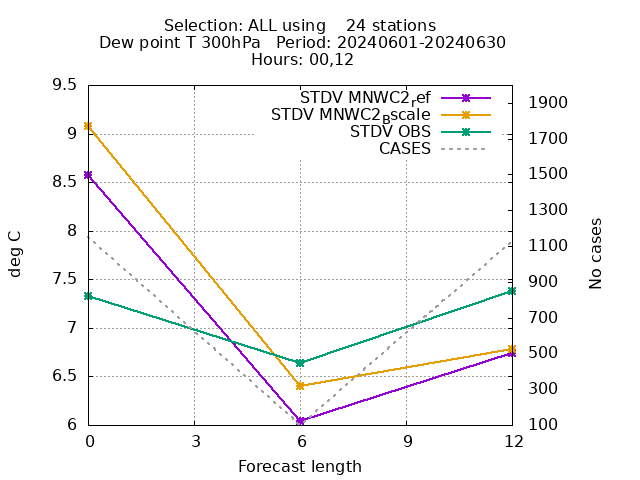 Selection: ALL using    24 stations
Dew point T 300hPa   Period: 20240601-20240630
Hours: 00,12
STDV MNWC2ref
STDV MNWC2Bscale
STDV OBS
CASES
9.5
9
8.5
8
7.5
7
6.5
6
1900
1700
1500
1300
1100
900
700
500
300
100
deg C
No cases
0 3 6 9 12
Forecast length